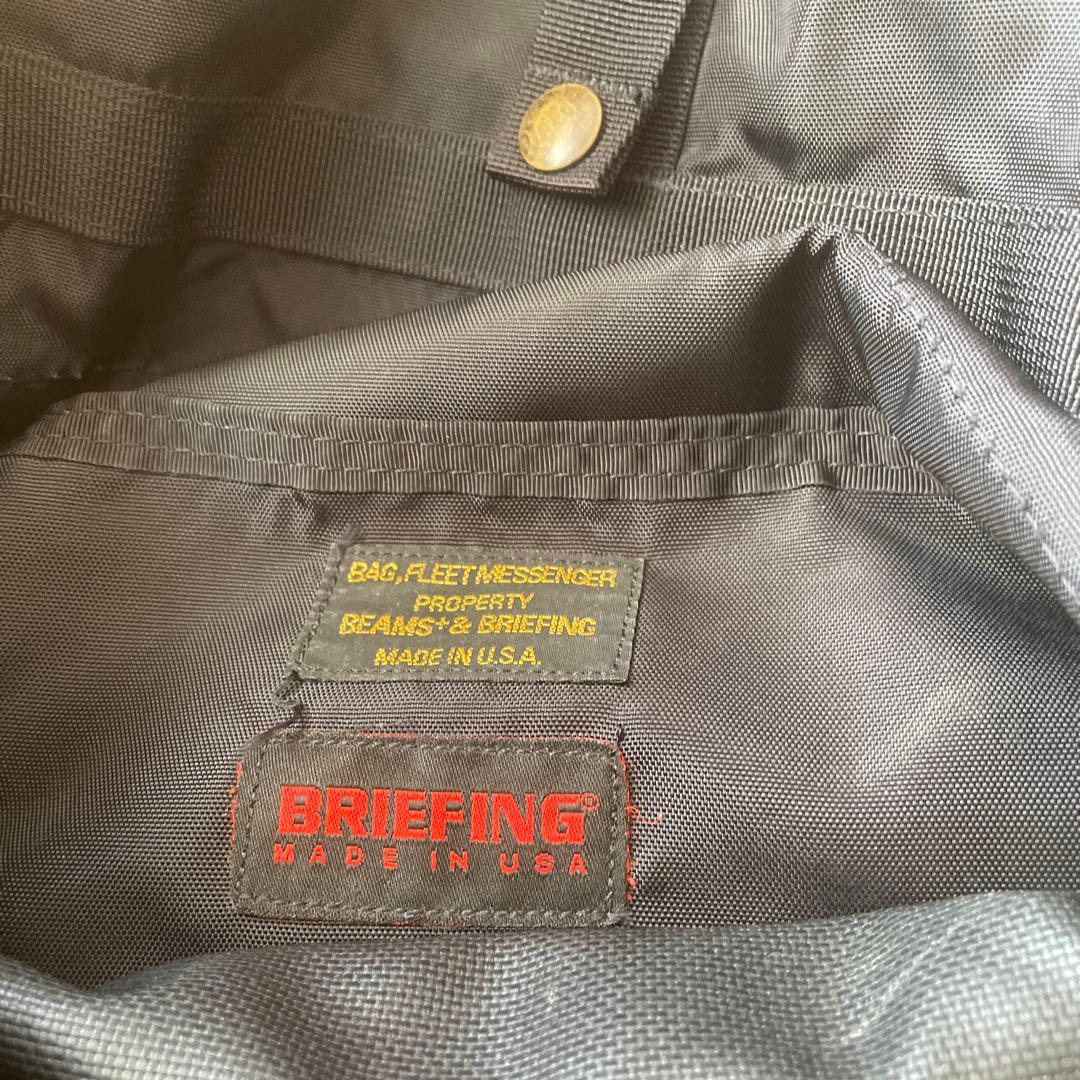 BAG, FLEET MESSENGER
PROPERTY
BEAMS+ & BRIEFING
MADE IN U.S.A.
BRIEFING®
MADE IN USA